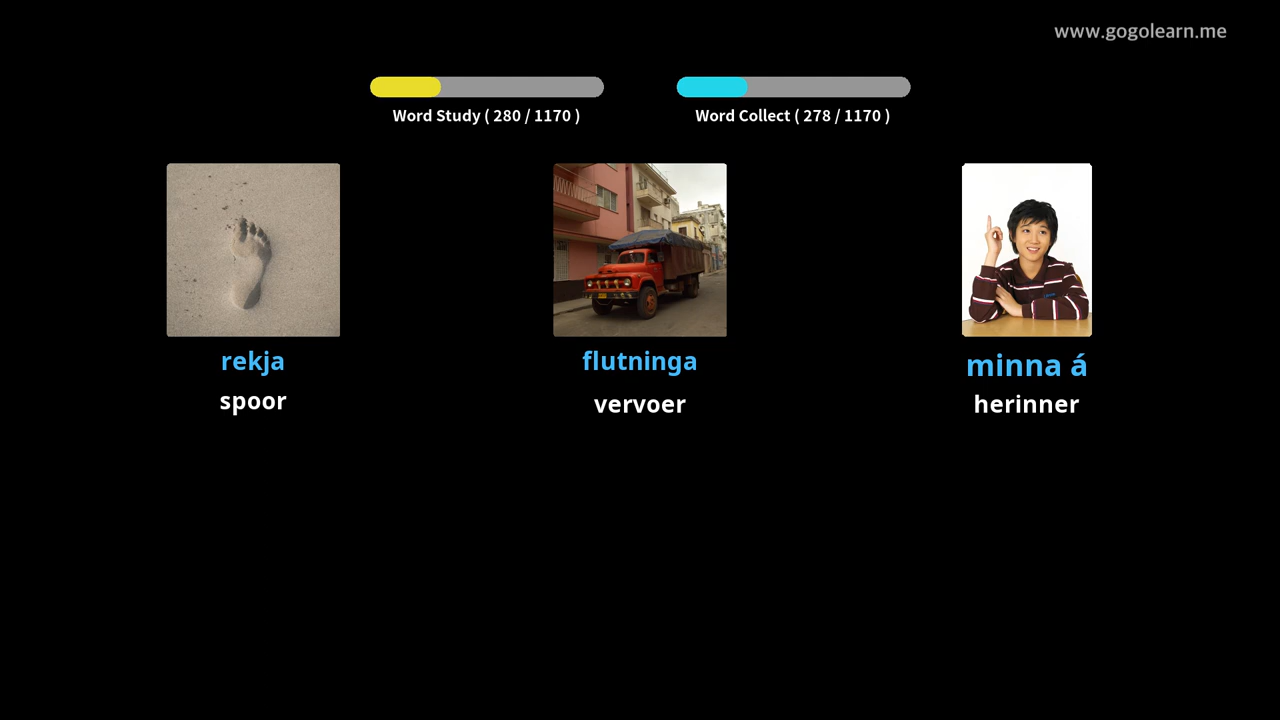 www.gogolearn.me
Word Study ( 280 / 1170 )
Word Collect ( 278 / 1170 )
rekja
flutninga
minna á
spoor
vervoer
herinner